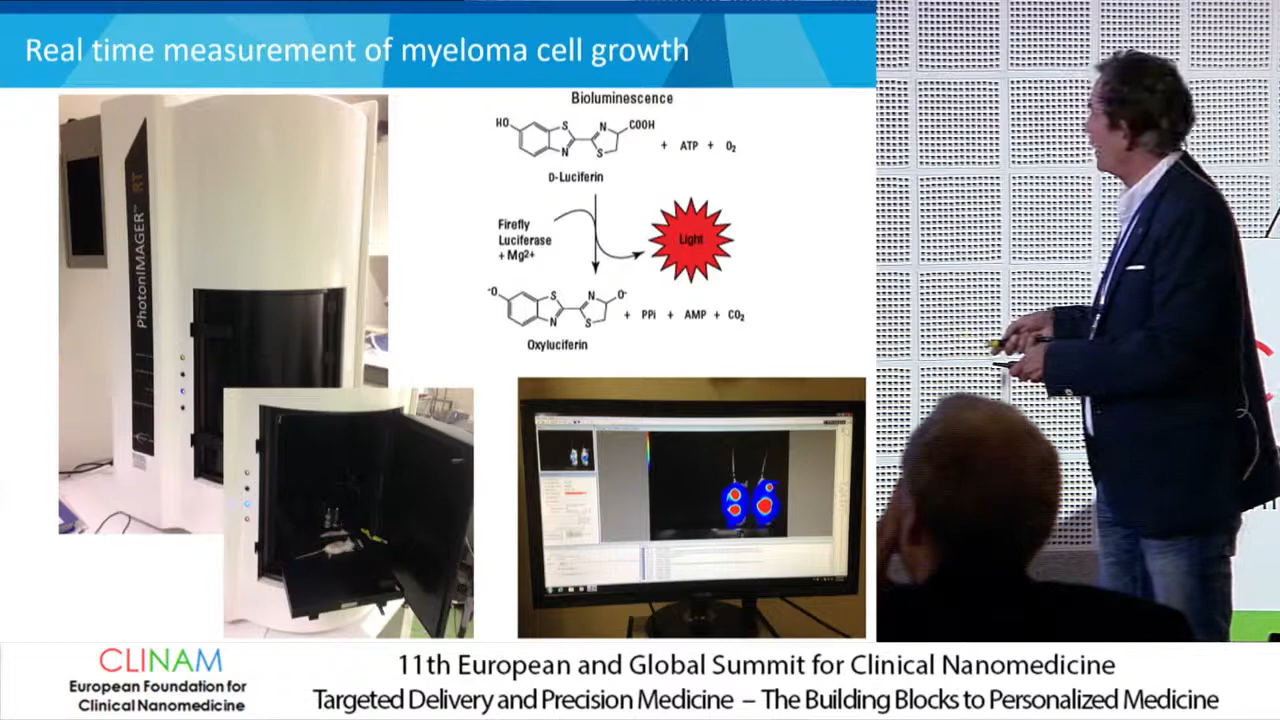 Real time measurement of myeloma cell growth
PhotonIMAGER RT
Bioluminescence
HO
S
N
N
S
COOH
+ ATP + O₂
D-Luciferin
Firefly
Luciferase
+ Mg²⁺
Light
⁻O
S
N
N
S
O⁻
+ PPi + AMP + CO₂
Oxyluciferin
CLINAM
European Foundation for
Clinical Nanomedicine
11th European and Global Summit for Clinical Nanomedicine
Targeted Delivery and Precision Medicine – The Building Blocks to Personalized Medicine